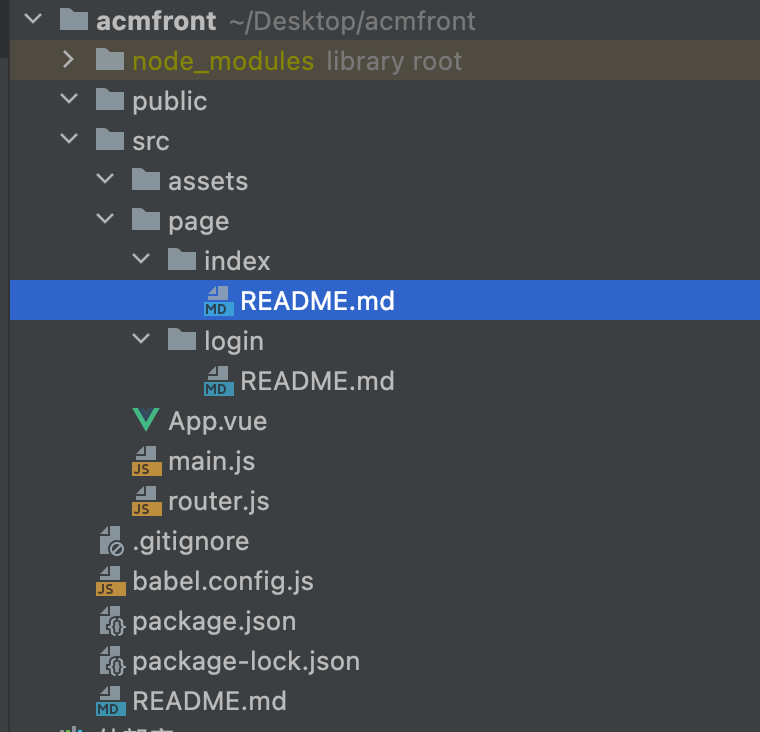 acmfront ~/Desktop/acmfront
node_modules library root
public
src
assets
page
index
MD README.md
login
MD README.md
App.vue
JS main.js
JS router.js
.gitignore
JS babel.config.js
package.json
package-lock.json
MD README.md